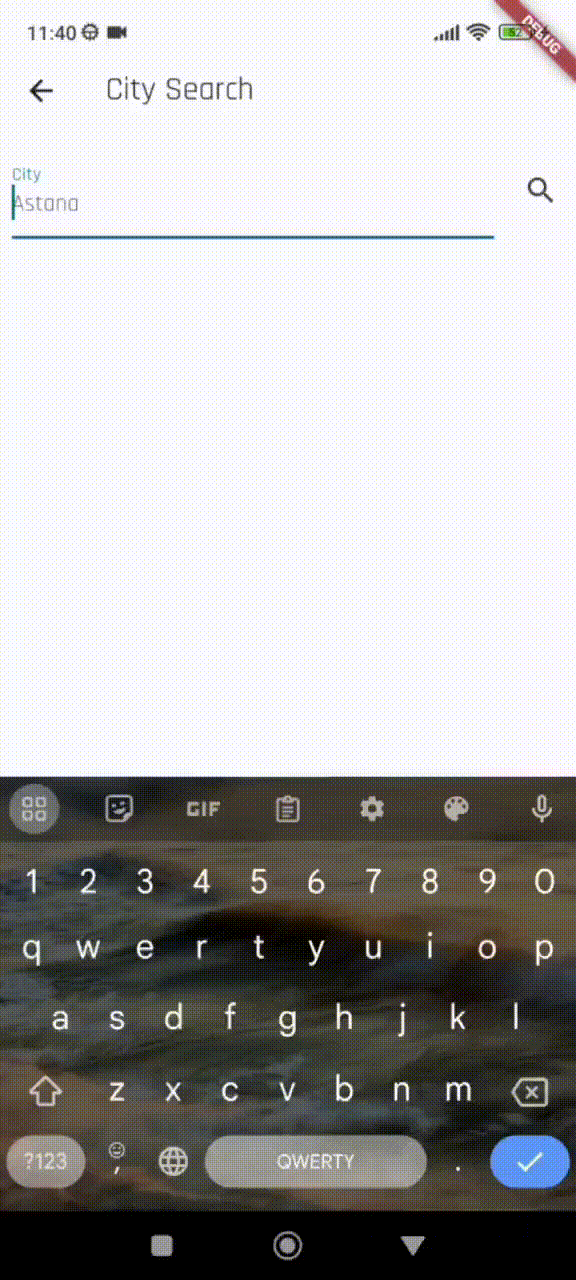 11:40
62
DEBUG
City Search
City
Astana
GIF
1 2 3 4 5 6 7 8 9 0
q w e r t y u i o p
a s d f g h j k l
z x c v b n m
?123 , QWERTY .